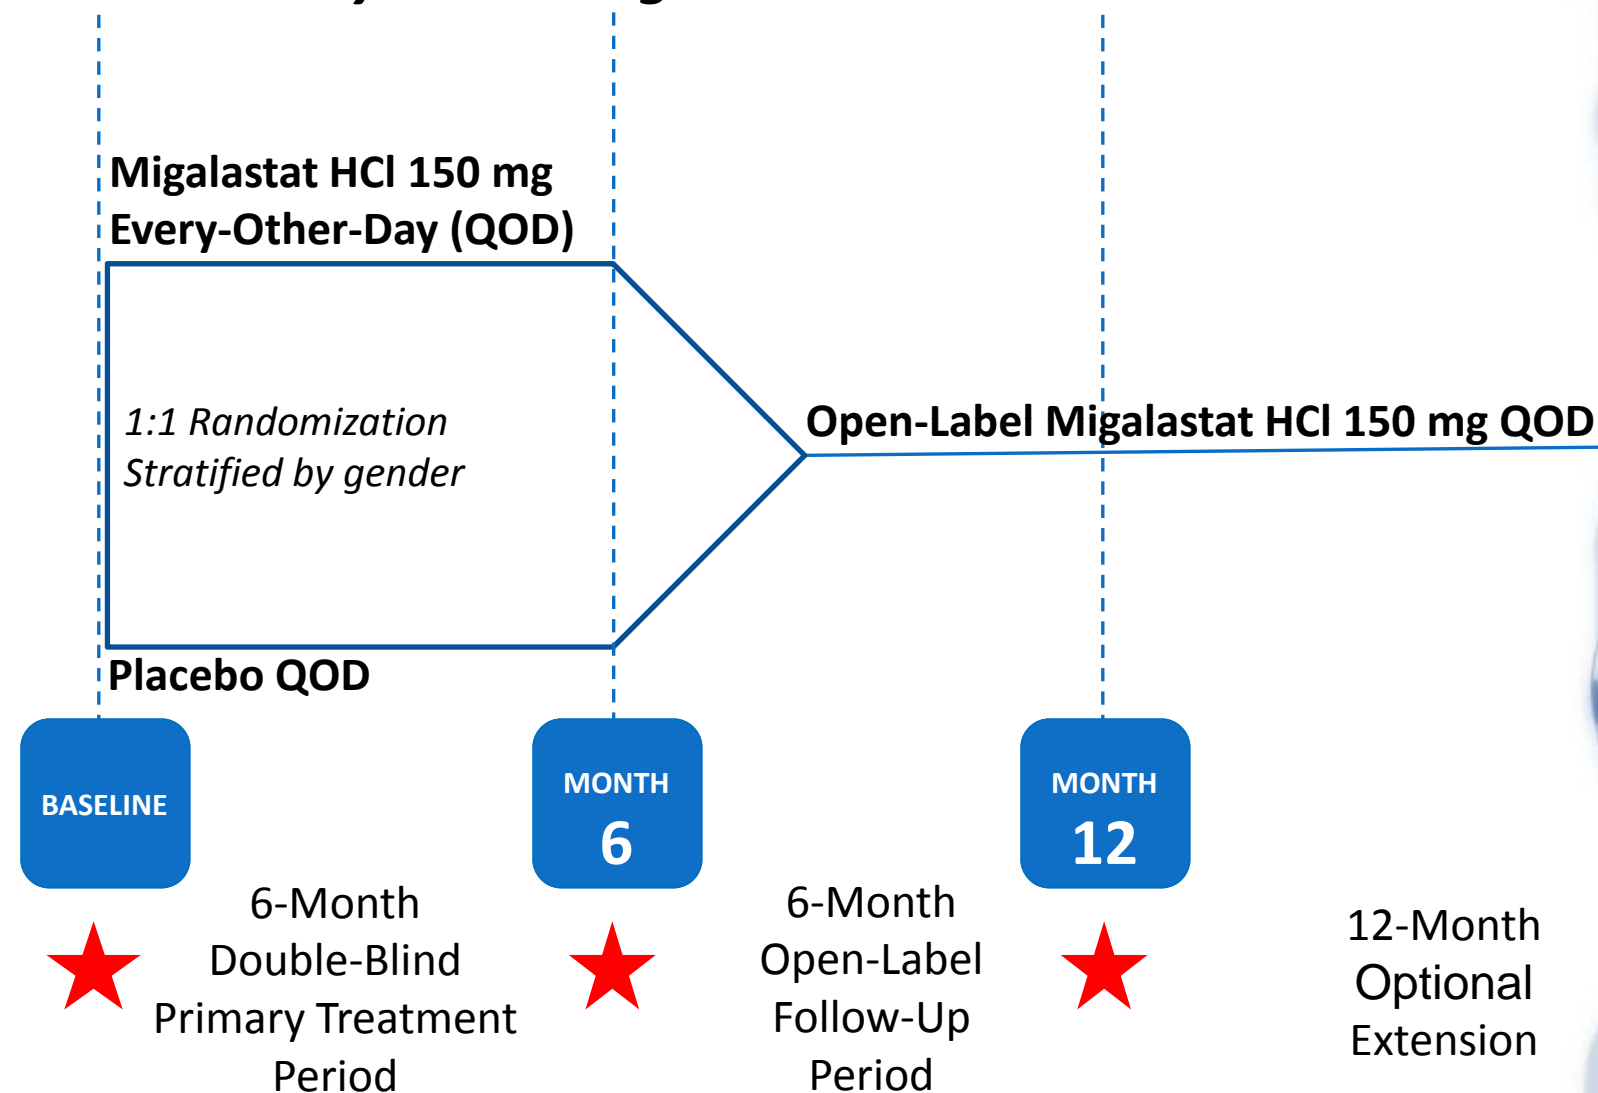 Migalastat HCl 150 mg
Every-Other-Day (QOD)
1:1 Randomization
Stratified by gender
Open-Label Migalastat HCl 150 mg QOD
Placebo QOD
BASELINE
MONTH
6
MONTH
12
6-Month
Double-Blind
Primary Treatment
Period
6-Month
Open-Label
Follow-Up
Period
12-Month
Optional
Extension